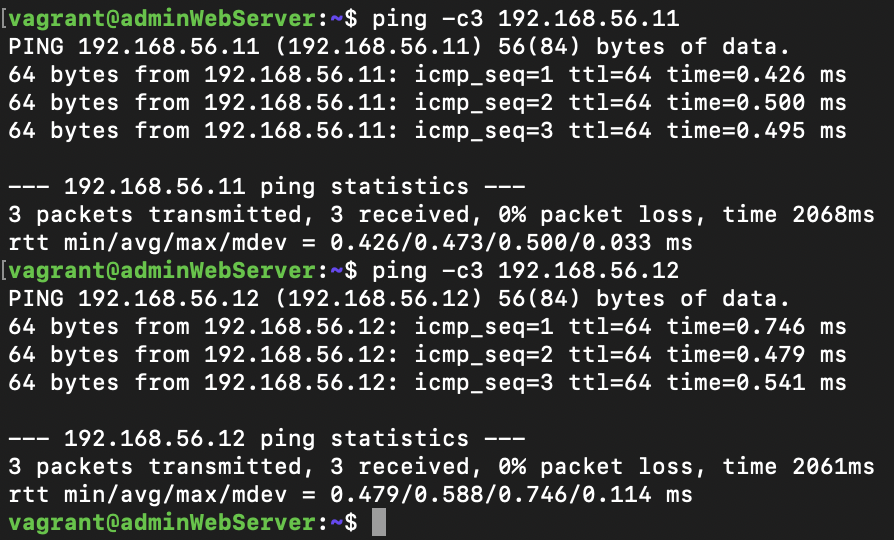 [vagrant@adminWebServer:~$ ping -c3 192.168.56.11
PING 192.168.56.11 (192.168.56.11) 56(84) bytes of data.
64 bytes from 192.168.56.11: icmp_seq=1 ttl=64 time=0.426 ms
64 bytes from 192.168.56.11: icmp_seq=2 ttl=64 time=0.500 ms
64 bytes from 192.168.56.11: icmp_seq=3 ttl=64 time=0.495 ms

--- 192.168.56.11 ping statistics ---
3 packets transmitted, 3 received, 0% packet loss, time 2068ms
rtt min/avg/max/mdev = 0.426/0.473/0.500/0.033 ms
[vagrant@adminWebServer:~$ ping -c3 192.168.56.12
PING 192.168.56.12 (192.168.56.12) 56(84) bytes of data.
64 bytes from 192.168.56.12: icmp_seq=1 ttl=64 time=0.746 ms
64 bytes from 192.168.56.12: icmp_seq=2 ttl=64 time=0.479 ms
64 bytes from 192.168.56.12: icmp_seq=3 ttl=64 time=0.541 ms

--- 192.168.56.12 ping statistics ---
3 packets transmitted, 3 received, 0% packet loss, time 2061ms
rtt min/avg/max/mdev = 0.479/0.588/0.746/0.114 ms
vagrant@adminWebServer:~$